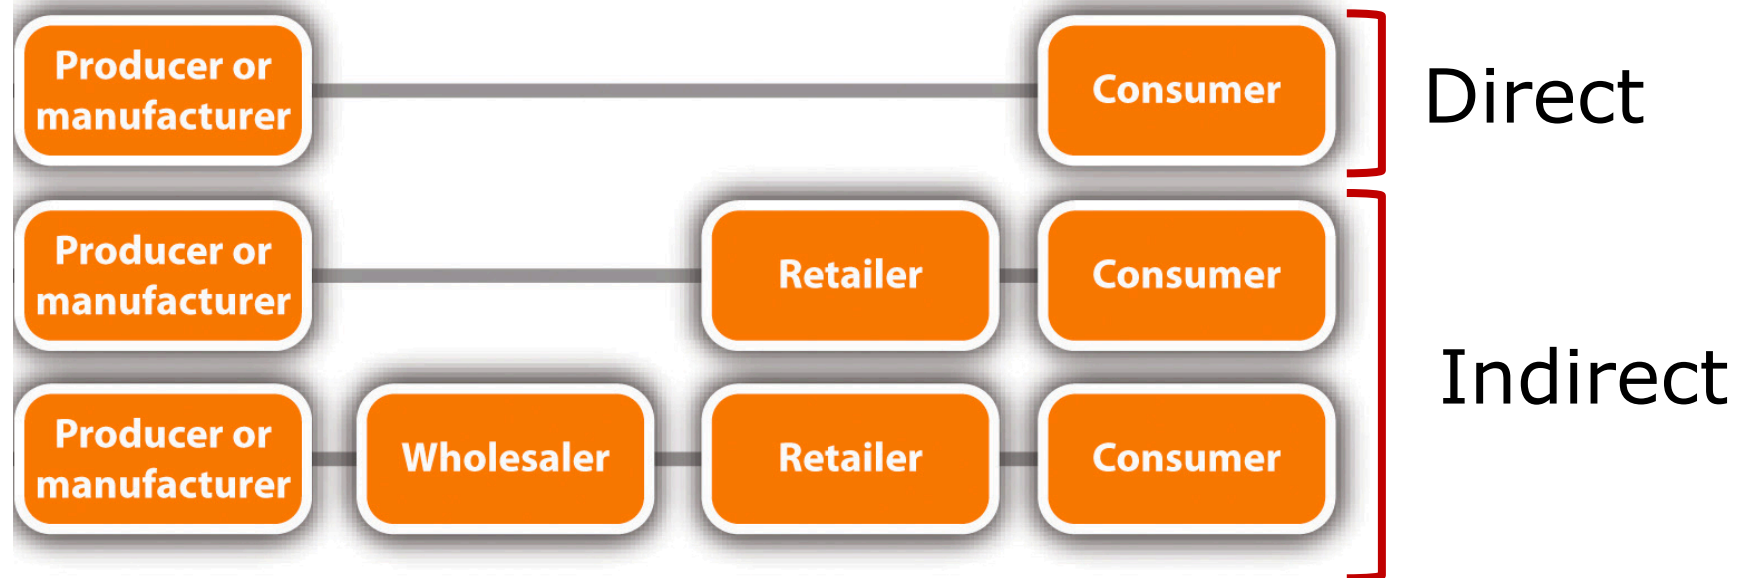 Producer or
manufacturer
Consumer
Direct
Producer or
manufacturer
Retailer
Consumer
Indirect
Producer or
manufacturer
Wholesaler
Retailer
Consumer